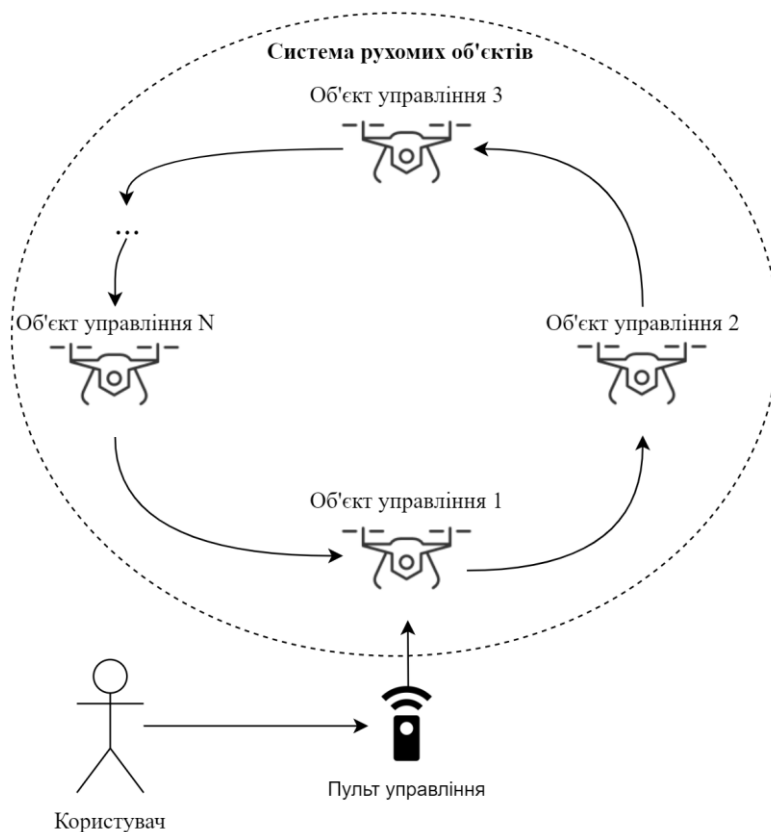 Система рухомих об'єктів
Об'єкт управління 3
...
Об'єкт управління N
Об'єкт управління 2
Об'єкт управління 1
Пульт управління
Користувач